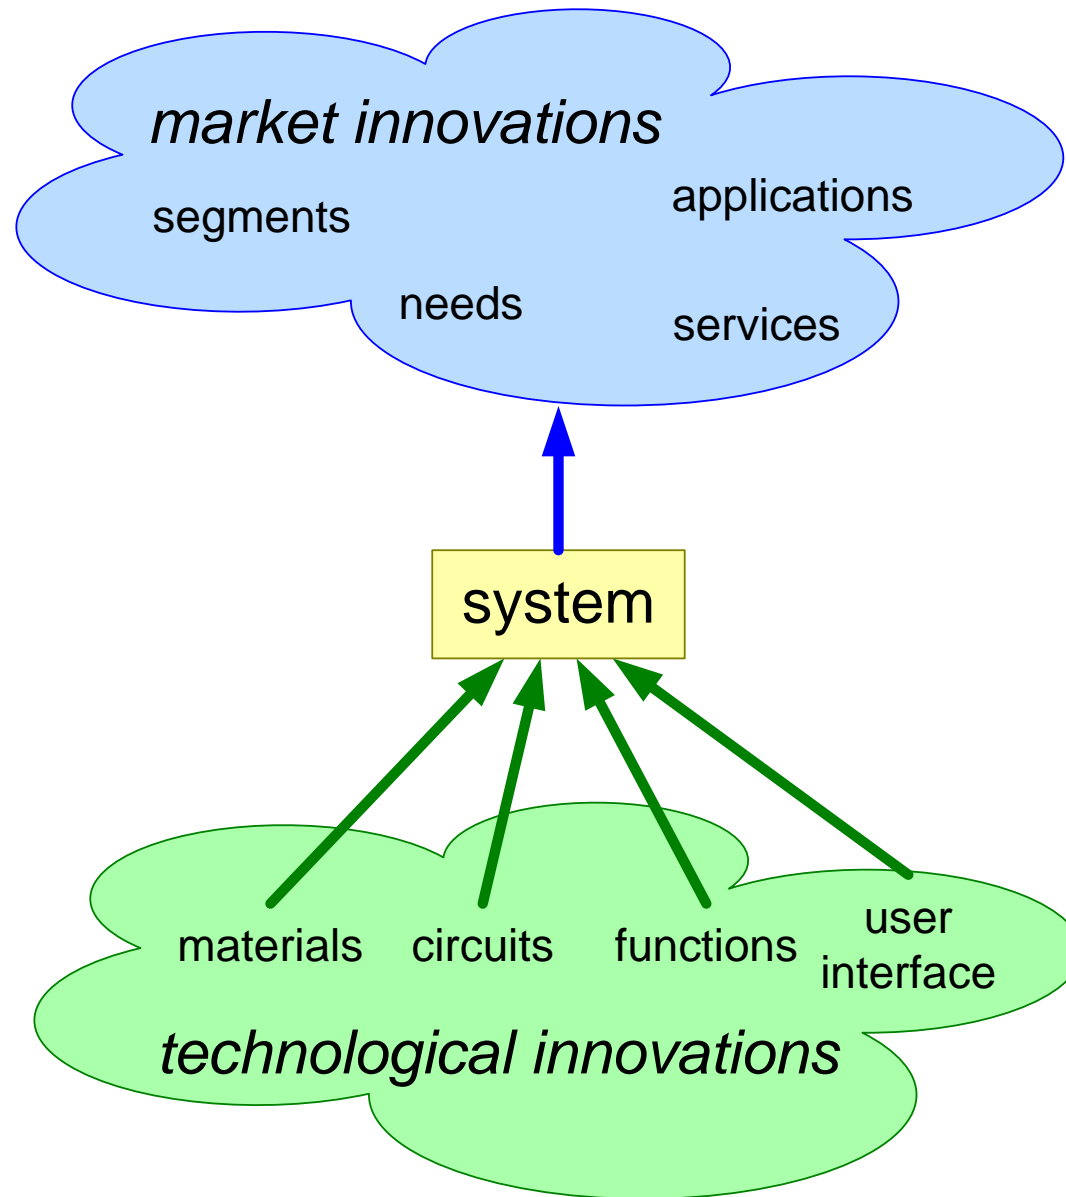 market innovations
segments
applications
needs
services
system
materials
circuits
functions
user
interface
technological innovations